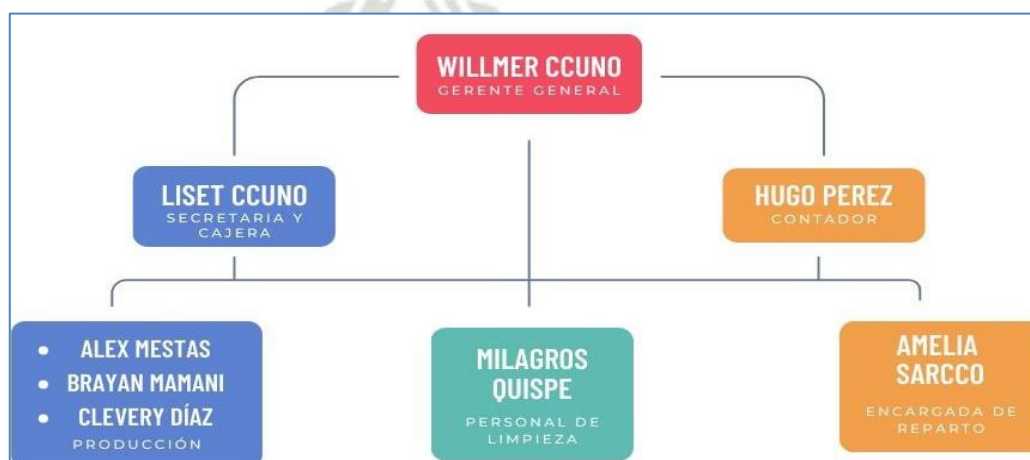 WILLMER CCUNO
GERENTE GENERAL
LISET CCUNO
SECRETARIA Y
CAJERA
HUGO PEREZ
CONTADOR
• ALEX MESTAS
• BRAYAN MAMANI
• CLEVERY DÍAZ
PRODUCCIÓN
MILAGROS
QUISPE
PERSONAL DE
LIMPIEZA
AMELIA
SARCCO
ENCARGADA DE
REPARTO